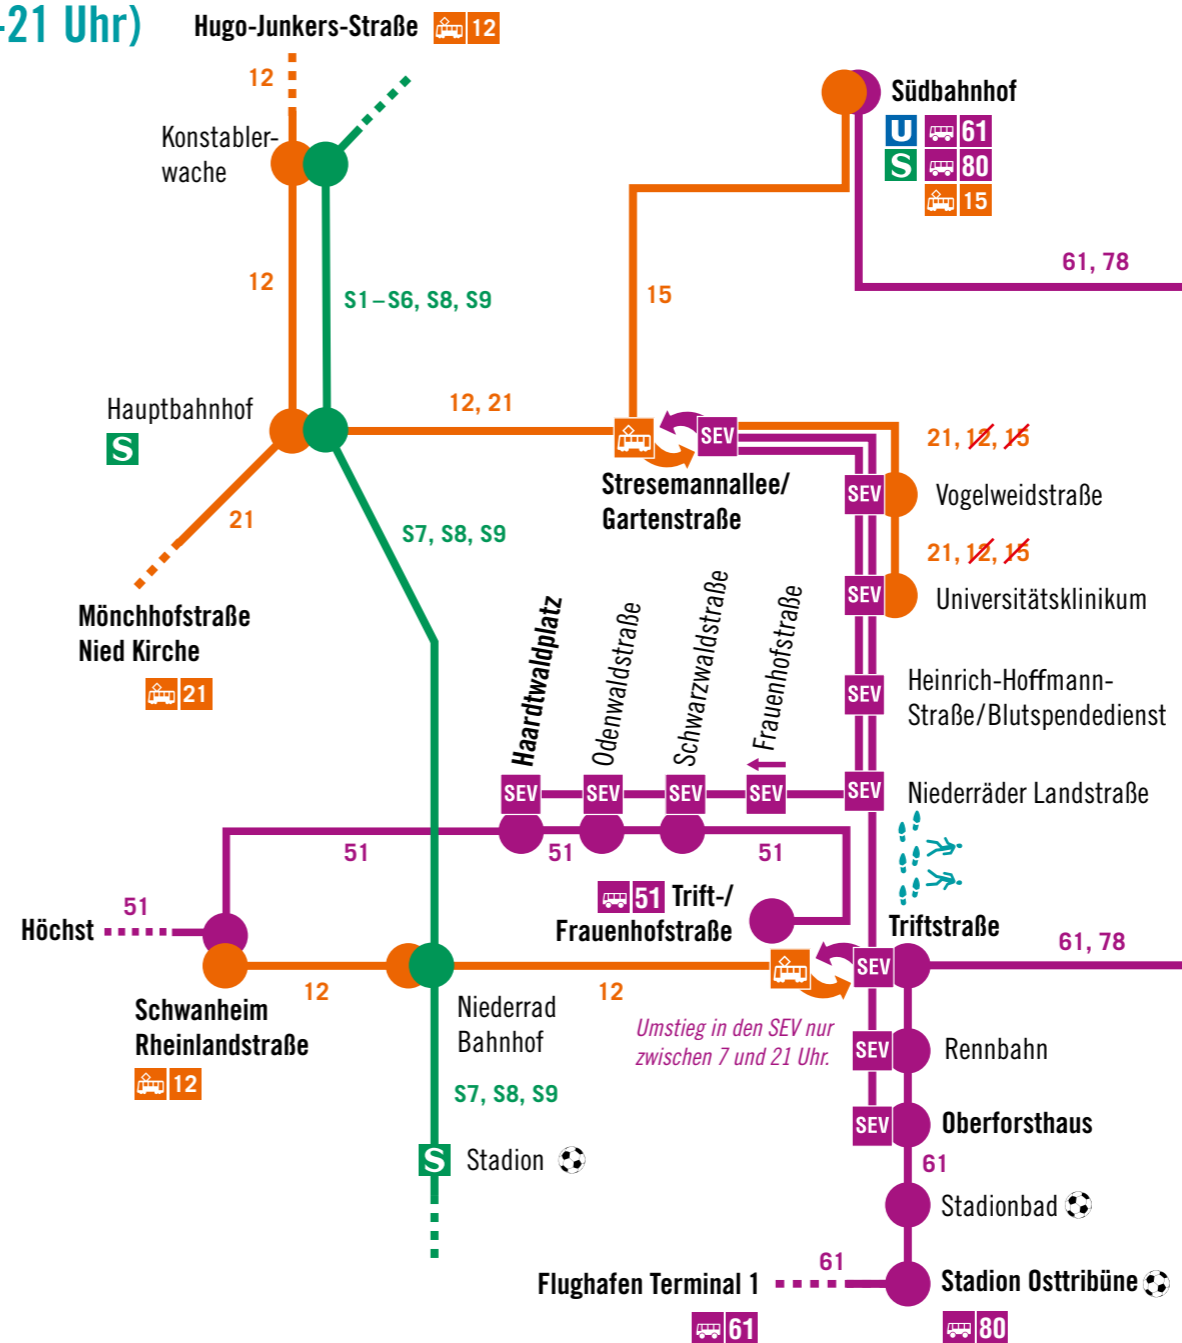 -21 Uhr)
Hugo-Junkers-Straße 12
12
Konstabler-
wache
Südbahnhof
U 61
S 80
15
12
S1–S6, S8, S9
15
61, 78
Hauptbahnhof
S
12, 21
SEV
21, 12, 15
Stresemannallee/
Gartenstraße
SEV
Vogelweidstraße
21
S7, S8, S9
21, 12, 15
SEV
Universitätsklinikum
Mönchhofstraße
Nied Kirche
21
Haardtwaldplatz
Odenwaldstraße
Schwarzwaldstraße
Frauenhofstraße
SEV
Heinrich-Hoffmann-
Straße/Blutspendedienst
SEV
SEV
SEV
SEV
SEV
Niederräder Landstraße
51
51
51
51 Trift-/
Frauenhofstraße
51
Höchst
Triftstraße
61, 78
SEV
12
12
Schwanheim
Rheinlandstraße
12
Niederrad
Bahnhof
Umstieg in den SEV nur
zwischen 7 und 21 Uhr.
SEV
Rennbahn
S7, S8, S9
SEV
Oberforsthaus
S
Stadion
61
Stadionbad
61
Flughafen Terminal 1
61
Stadion Osttribüne
80